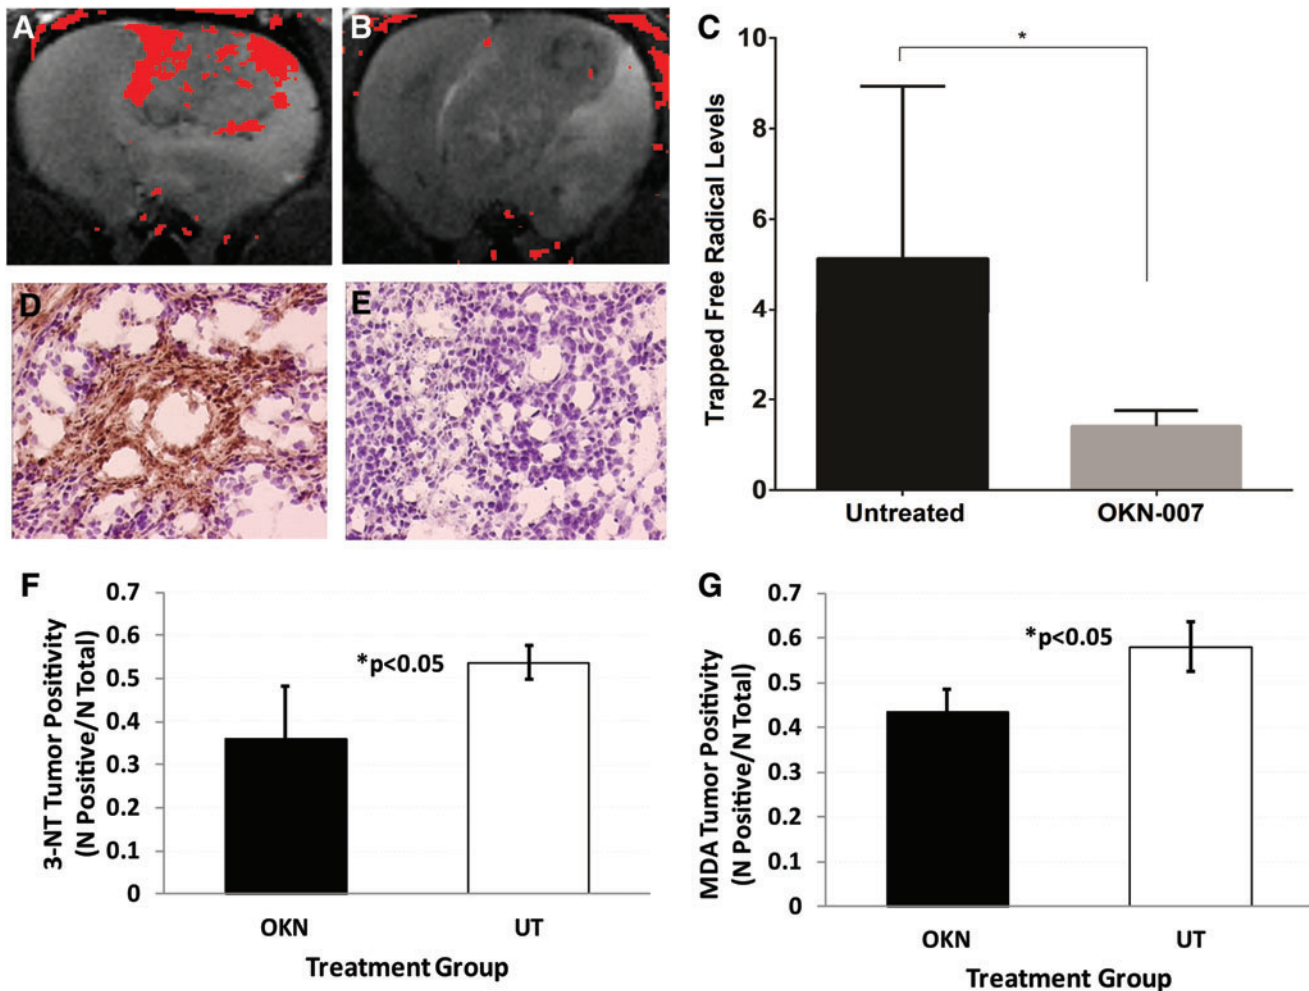 A
B
C
10
8
6
4
2
0
Trapped Free Radical Levels
*
Untreated
OKN-007
D
E
F
0.7
0.6
0.5
0.4
0.3
0.2
0.1
0
3-NT Tumor Positivity
(N Positive/N Total)
*p<0.05
OKN
UT
Treatment Group
G
0.7
0.6
0.5
0.4
0.3
0.2
0.1
0
MDA Tumor Positivity
(N Positive/N Total)
*p<0.05
OKN
UT
Treatment Group